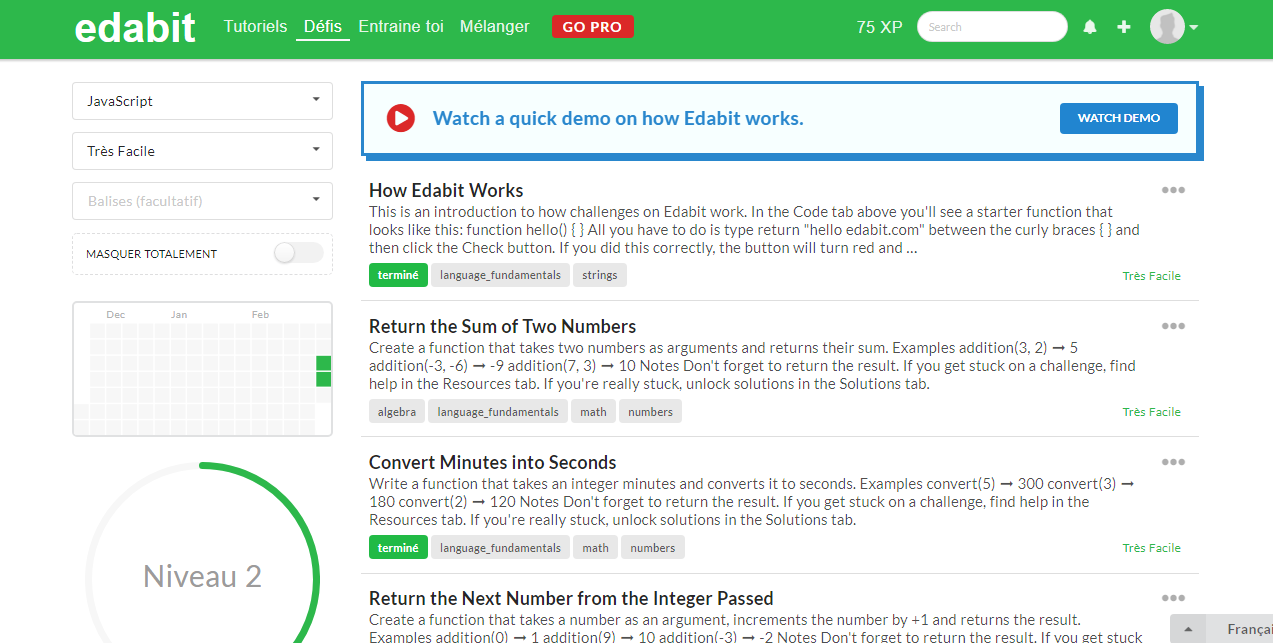 edabit Tutoriels Défis Entraine toi Mélanger GO PRO 75 XP Search
JavaScript
Très Facile
Balises (facultatif)
MASQUER TOTALEMENT
Dec Jan Feb
Niveau 2
Watch a quick demo on how Edabit works. WATCH DEMO
How Edabit Works
This is an introduction to how challenges on Edabit work. In the Code tab above you'll see a starter function that
looks like this: function hello() { } All you have to do is type return "hello edabit.com" between the curly braces { } and
then click the Check button. If you did this correctly, the button will turn red and ...
terminé language_fundamentals strings Très Facile
Return the Sum of Two Numbers
Create a function that takes two numbers as arguments and returns their sum. Examples addition(3, 2) ➞ 5
addition(-3, -6) ➞ -9 addition(7, 3) ➞ 10 Notes Don't forget to return the result. If you get stuck on a challenge, find
help in the Resources tab. If you're really stuck, unlock solutions in the Solutions tab.
algebra language_fundamentals math numbers Très Facile
Convert Minutes into Seconds
Write a function that takes an integer minutes and converts it to seconds. Examples convert(5) ➞ 300 convert(3) ➞
180 convert(2) ➞ 120 Notes Don't forget to return the result. If you get stuck on a challenge, find help in the
Resources tab. If you're really stuck, unlock solutions in the Solutions tab.
terminé language_fundamentals math numbers Très Facile
Return the Next Number from the Integer Passed
Create a function that takes a number as an argument, increments the number by +1 and returns the result.
Examples addition(0) ➞ 1 addition(9) ➞ 10 addition(-3) ➞ -2 Notes Don't forget to return the result. If you get stuck
Françai